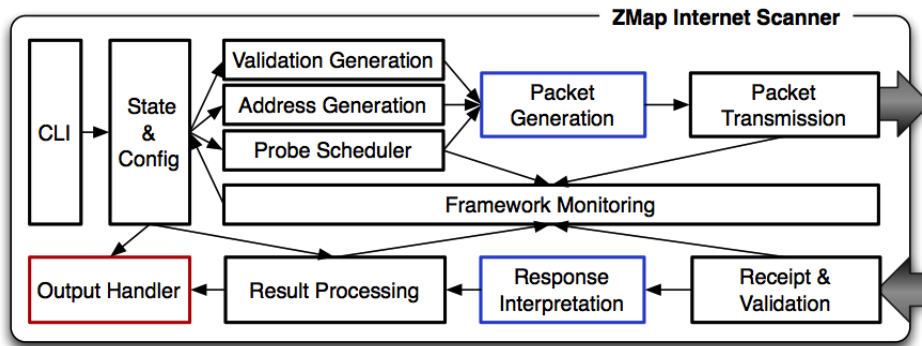 ZMap Internet Scanner
CLI
State
&
Config
Validation Generation
Address Generation
Probe Scheduler
Packet
Generation
Packet
Transmission
Framework Monitoring
Output Handler
Result Processing
Response
Interpretation
Receipt &
Validation